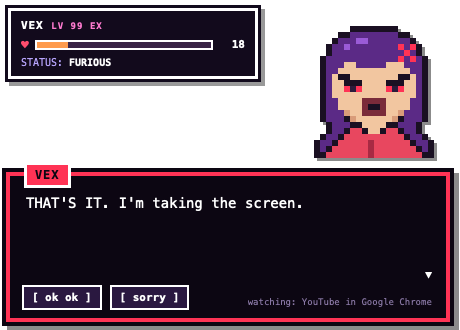 VEX LV 99 EX
18
STATUS: FURIOUS
VEX
THAT'S IT. I'm taking the screen.
[ ok ok ] [ sorry ]
watching: YouTube in Google Chrome